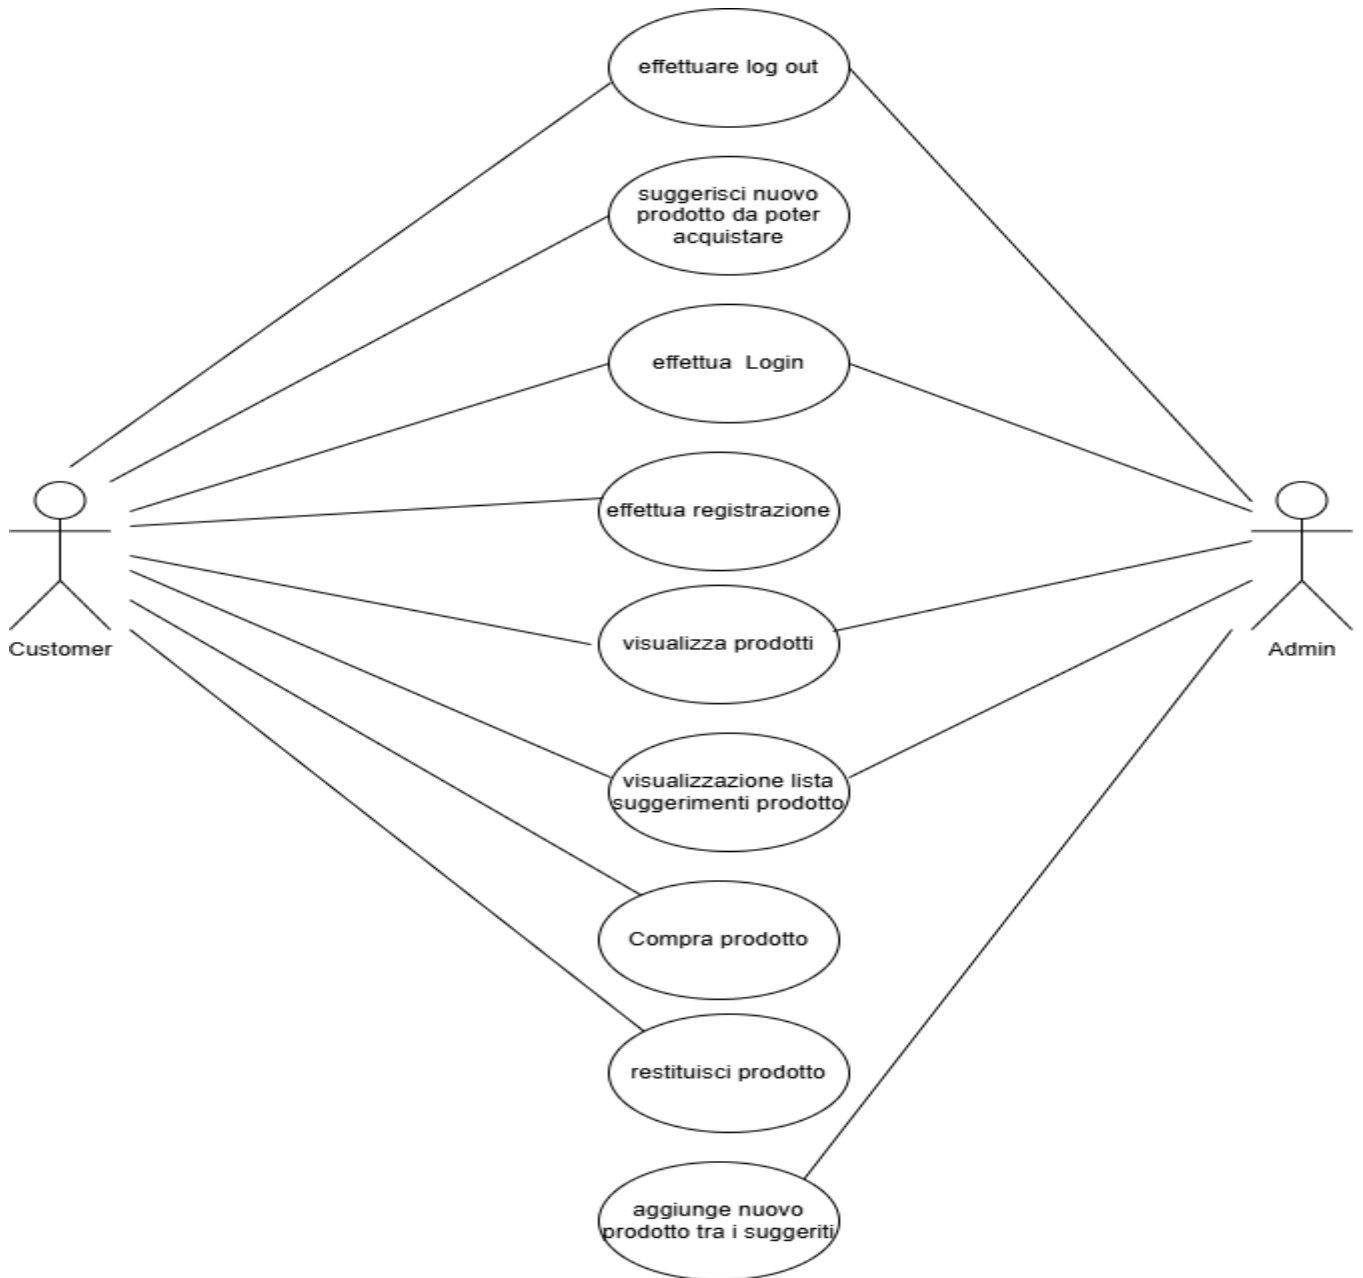 effettuare log out
suggerisci nuovo
prodotto da poter
acquistare
effettua Login
effettua registrazione
visualizza prodotti
Customer
Admin
visualizzazione lista
suggerimenti prodotto
Compra prodotto
restituisci prodotto
aggiunge nuovo
prodotto tra i suggeriti